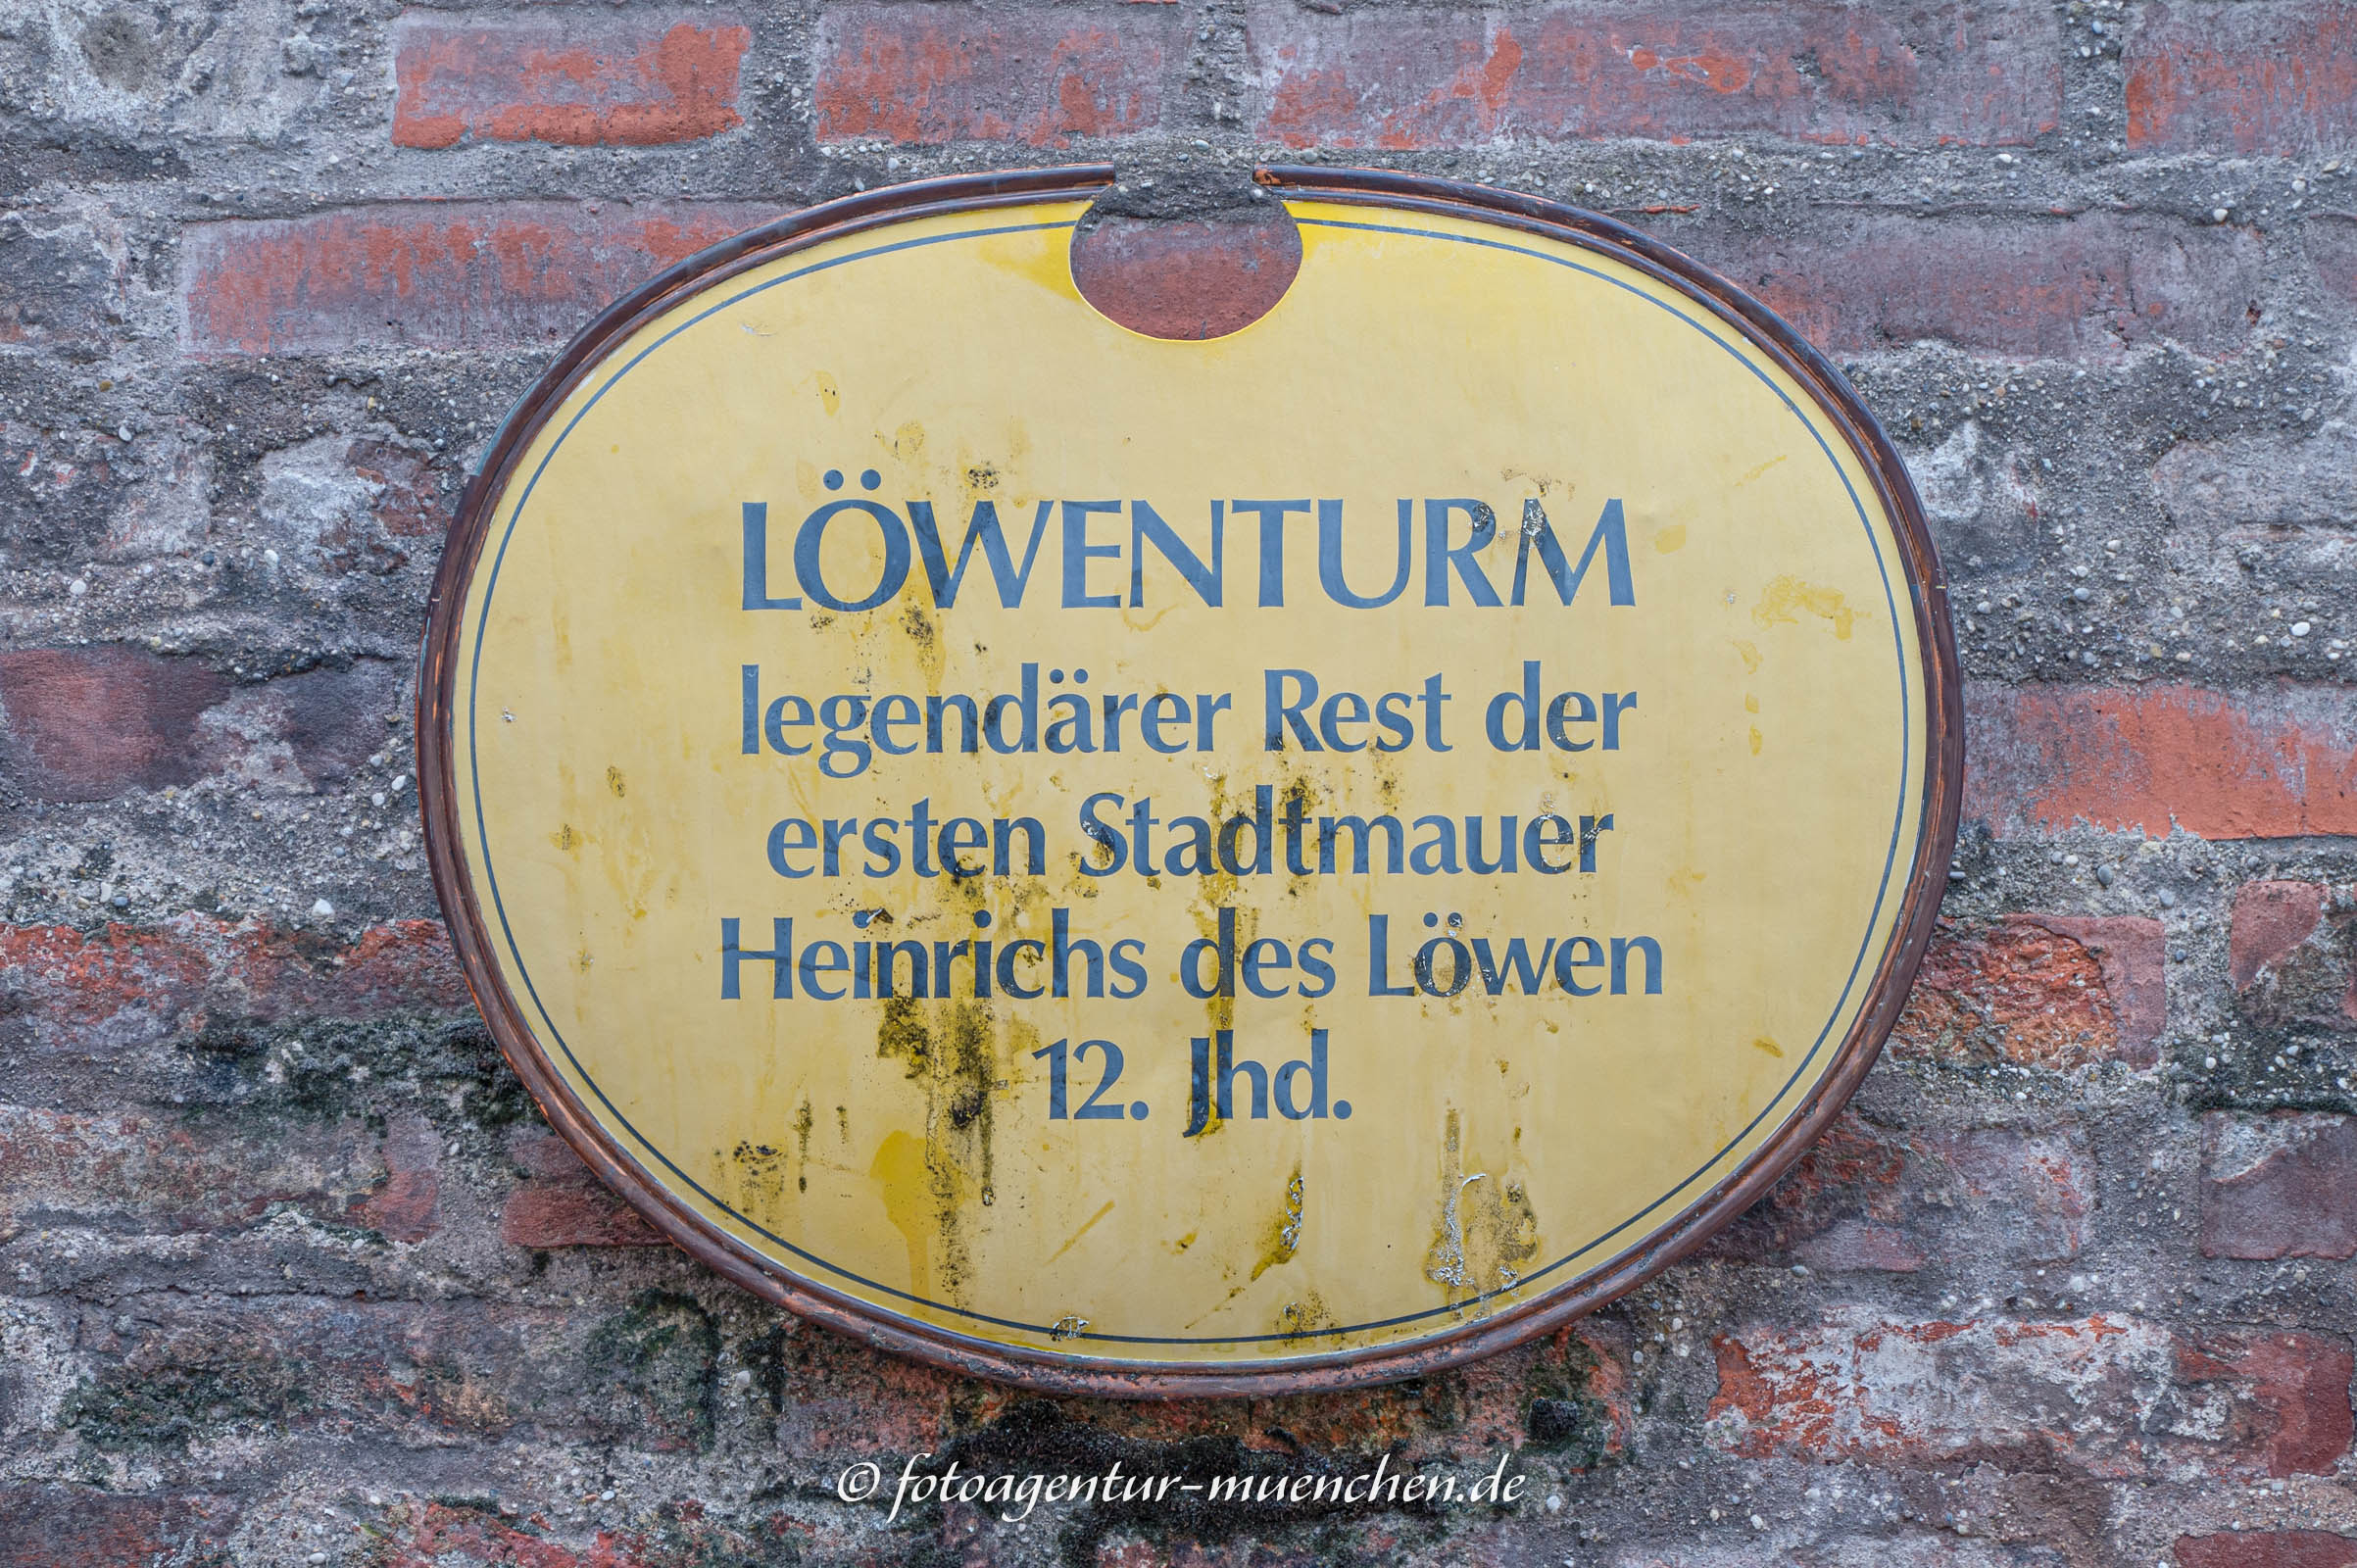 LÖWENTURM
legendärer Rest der
ersten Stadtmauer
Heinrichs des Löwen
12. Jhd.
© fotoagentur-muenchen.de